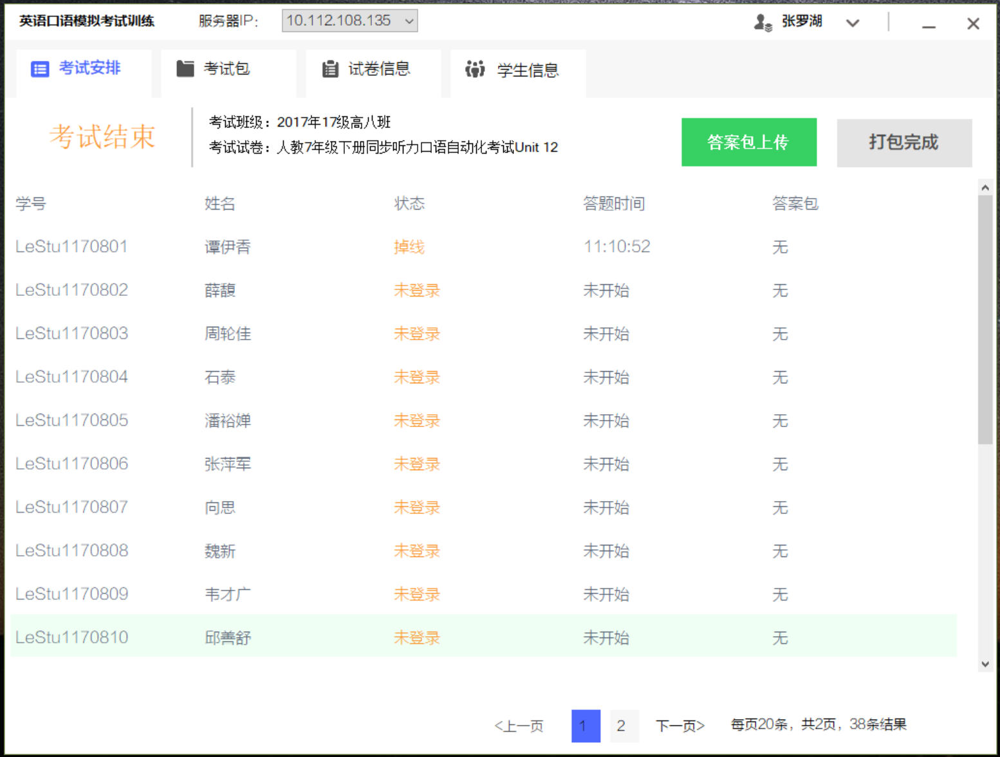 英语口语模拟考试训练 服务器IP： 10.112.108.135 张罗湖
考试安排 考试包 试卷信息 学生信息
考试结束
考试班级：2017年17级高八班
考试试卷：人教7年级下册同步听力口语自动化考试Unit 12
答案包上传 打包完成
学号 姓名 状态 答题时间 答案包
LeStu1170801 谭伊香 掉线 11:10:52 无
LeStu1170802 薛馥 未登录 未开始 无
LeStu1170803 周轮佳 未登录 未开始 无
LeStu1170804 石泰 未登录 未开始 无
LeStu1170805 潘裕婵 未登录 未开始 无
LeStu1170806 张萍军 未登录 未开始 无
LeStu1170807 向思 未登录 未开始 无
LeStu1170808 魏新 未登录 未开始 无
LeStu1170809 韦才广 未登录 未开始 无
LeStu1170810 邱善舒 未登录 未开始 无
<上一页 1 2 下一页> 每页20条，共2页，38条结果